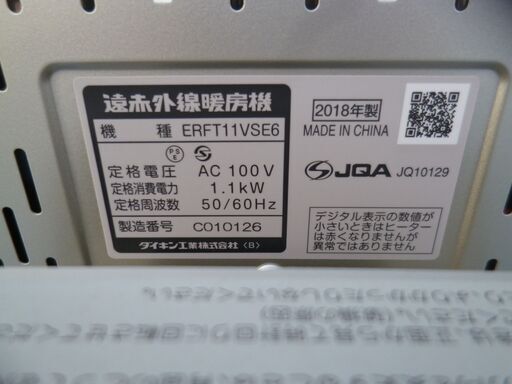 遠赤外線暖房機
機 種 ERFT11VSE6
PS E
定格電圧 AC 100V
定格消費電力 1.1kW
定格周波数 50/60Hz
製造番号 C010126
ダイキン工業株式会社〈B〉
2018年製
MADE IN CHINA
JQA JQ10129
デジタル表示の数値が
小さいときはヒーター
は赤くなりませんが
異常ではありません